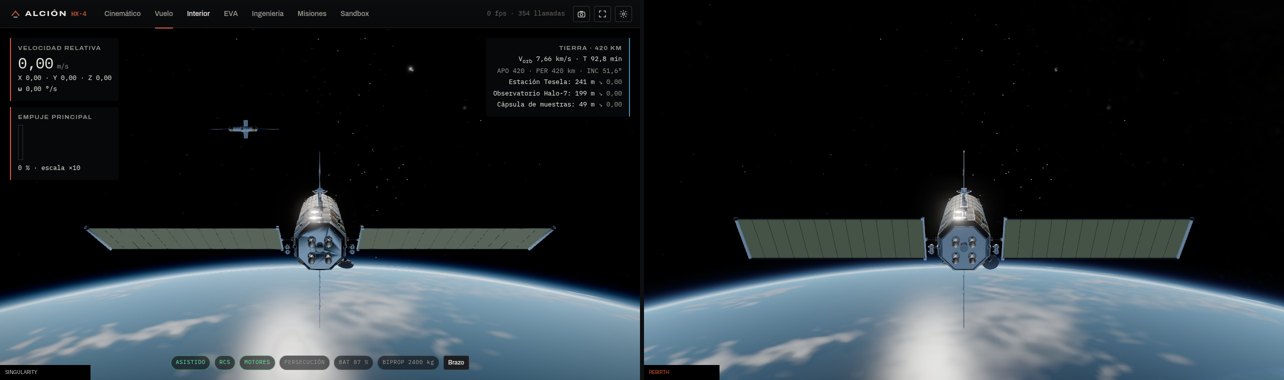 ALCIÓN HX-4 Cinemático Vuelo Interior EVA Ingeniería Misiones Sandbox 0 fps · 354 llamadas
VELOCIDAD RELATIVA
0,00 m/s
X 0,00 · Y 0,00 · Z 0,00
ω 0,00 °/s
EMPUJE PRINCIPAL
0 % · escala ×10
TIERRA · 420 KM
Vorb 7,66 km/s · T 92,8 min
APO 420 · PER 420 km · INC 51,6°
Estación Tesela: 241 m ↘ 0,00
Observatorio Halo-7: 199 m ↘ 0,00
Cápsula de muestras: 49 m ↘ 0,00
ASISTIDO RCS MOTORES PERSECUCIÓN BAT 87 % BIPROP 2400 kg Brazo
SINGULARITY
REBIRTH